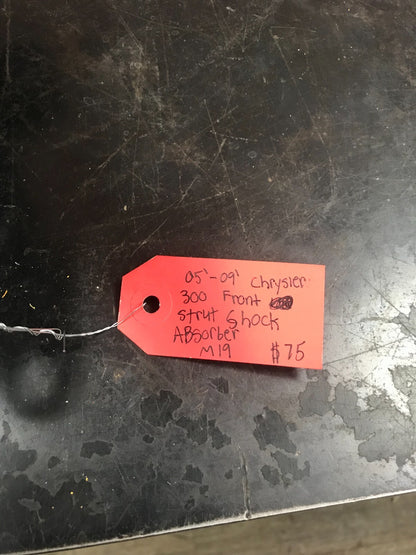 05'-09' Chrysler
300 Front
strut Shock
ABsorber
M19 $75